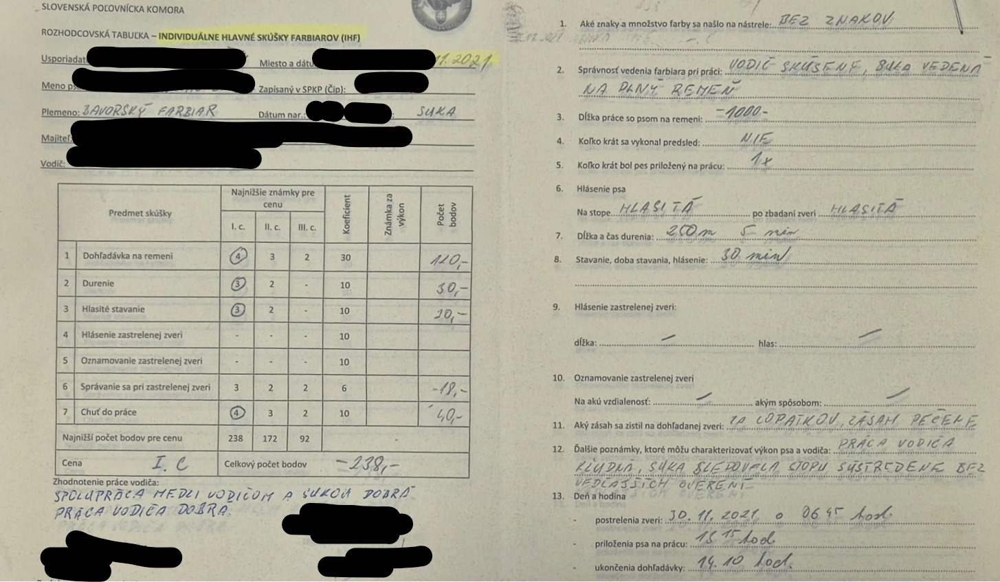 SLOVENSKÁ POĽOVNÍCKA KOMORA
ROZHODCOVSKÁ TABUĽKA – INDIVIDUÁLNE HLAVNÉ SKÚŠKY FARBIAROV (IHF)
Usporiadat Miesto a dátu 11.2021
Meno ps Zapísaný v SPKP (Čip):
Plemeno: BAVORSKÝ FARBIAR Dátum nar.: SUKA
Majiteľ:
Vodič:
Predmet skúšky Najnižšie známky pre cenu Koeficient Známka za výkon Počet bodov
I. c. II. c. III. c.
1 Dohľadávka na remeni 4 3 2 30 120,-
2 Durenie 3 2 - 10 30,-
3 Hlasité stavanie 3 2 - 10 30,-
4 Hlásenie zastrelenej zveri - - - 10
5 Oznamovanie zastrelenej zveri - - - 10
6 Správanie sa pri zastrelenej zveri 3 2 2 6 -18,-
7 Chuť do práce 4 3 2 10 40,-
Najnižší počet bodov pre cenu 238 172 92 -
Cena I. C Celkový počet bodov -238,-
Zhodnotenie práce vodiča:
SPOLUPRÁCA MEDZI VODIČOM A SUKOU DOBRÁ
PRÁCA VODIČA DOBRÁ.
1. Aké znaky a množstvo farby sa našlo na nástrele: BEZ ZNAKOV
2. Správnosť vedenia farbiara pri práci: VODIČ SKÚSENÝ, BOLA VEDENÁ
NA PLNÝ REMEŇ
3. Dĺžka práce so psom na remeni: -1000-
4. Koľko krát sa vykonal predsled: NIE
5. Koľko krát bol pes priložený na prácu: 1x
6. Hlásenie psa
Na stope HLASITÁ po zbadaní zveri HLASITÁ
7. Dĺžka a čas durenia: 250m 5 min
8. Stavanie, doba stavania, hlásenie: 30 min
9. Hlásenie zastrelenej zveri:
dĺžka: – hlas: –
10. Oznamovanie zastrelenej zveri
Na akú vzdialenosť: – akým spôsobom: –
11. Aký zásah sa zistil na dohľadanej zveri: ZA LOPATKOU, ZÁSAH PEČENE
12. Ďalšie poznámky, ktoré môžu charakterizovať výkon psa a vodiča: PRÁCA VODIČA
KĽUDNÁ, SUKA SLEDOVALA STOPU SÚSTREDENE BEZ
VEDĽAJŠÍCH OVERENÍ
13. Deň a hodina
- postrelenia zveri: 30.11.2021 o 06 45 hod.
- priloženia psa na prácu: 13 15 hod.
- ukončenia dohľadávky: 14.10 hod.